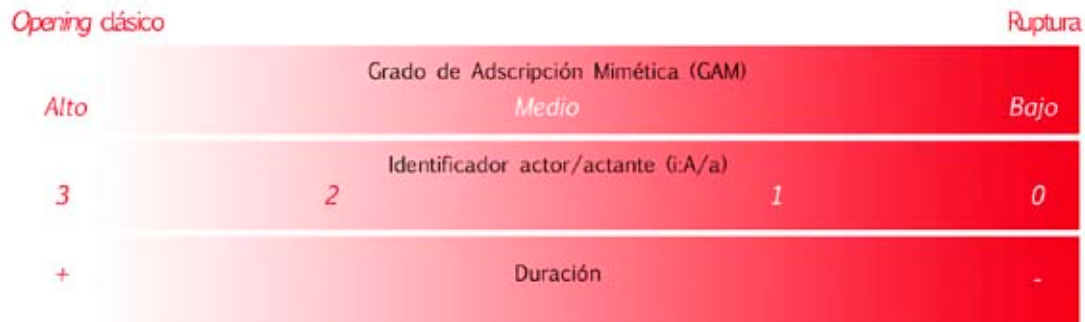 Opening clásico Ruptura
Grado de Adscripción Mimética (GAM)
Alto Medio Bajo
Identificador actor/actante (i:A/a)
3 2 1 0
+ Duración -